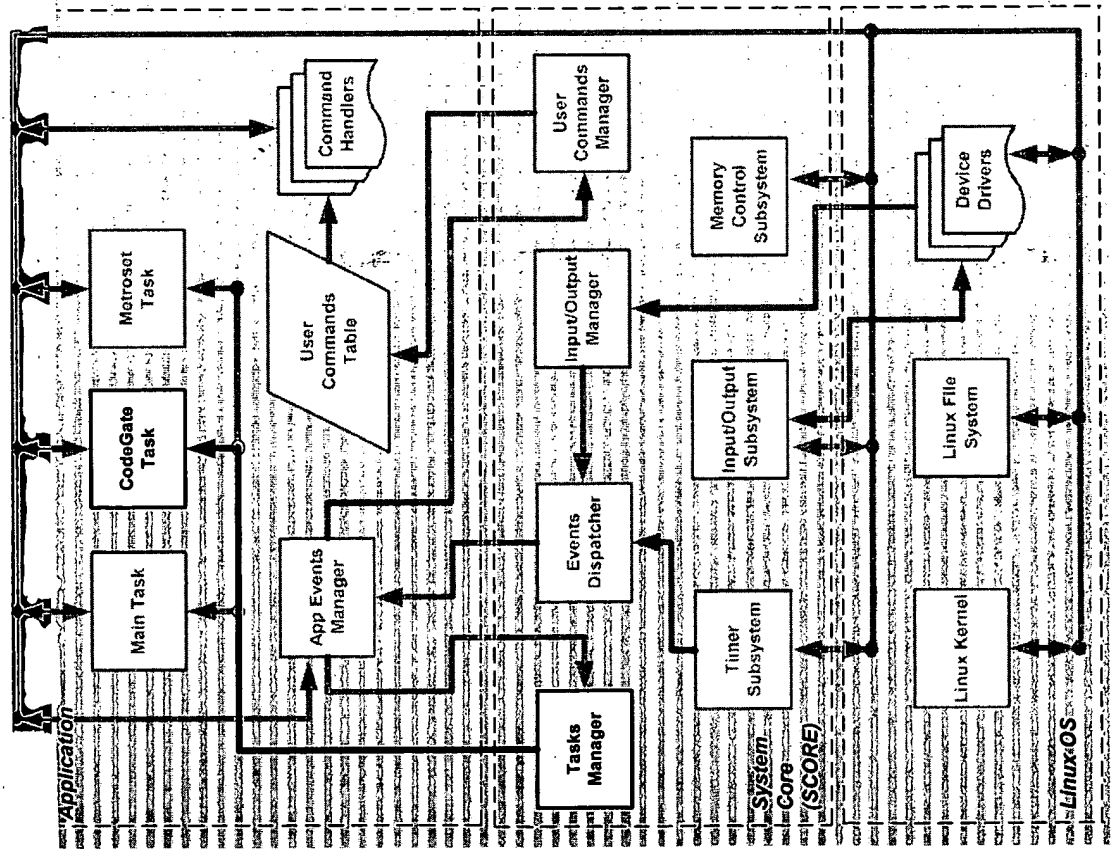 Application
Main Task
CodeGate
Task
Metroset
Task
App Events
Manager
User
Commands
Table
Command
Handlers
Tasks
Manager
Events
Dispatcher
Input/Output
Manager
User
Commands
Manager
System
Core
(SCORE)
Timer
Subsystem
Input/Output
Subsystem
Memory
Control
Subsystem
Linux OS
Linux Kernel
Linux File
System
Device
Drivers